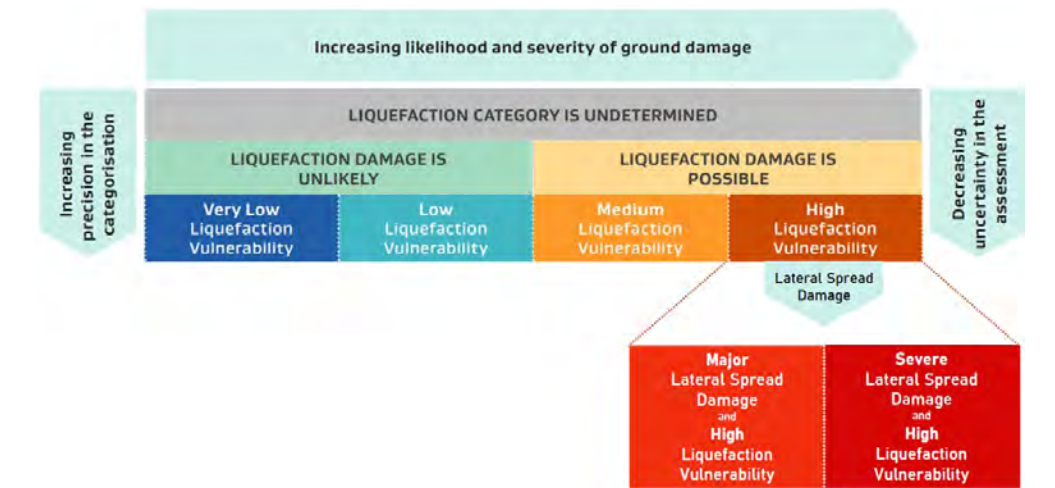 Increasing likelihood and severity of ground damage
Increasing
precision in the
categorisation
LIQUEFACTION CATEGORY IS UNDETERMINED
LIQUEFACTION DAMAGE IS
UNLIKELY
LIQUEFACTION DAMAGE IS
POSSIBLE
Very Low
Liquefaction
Vulnerability
Low
Liquefaction
Vulnerability
Medium
Liquefaction
Vulnerability
High
Liquefaction
Vulnerability
Decreasing
uncertainty in the
assessment
Lateral Spread
Damage
Major
Lateral Spread
Damage
and
High
Liquefaction
Vulnerability
Severe
Lateral Spread
Damage
and
High
Liquefaction
Vulnerability